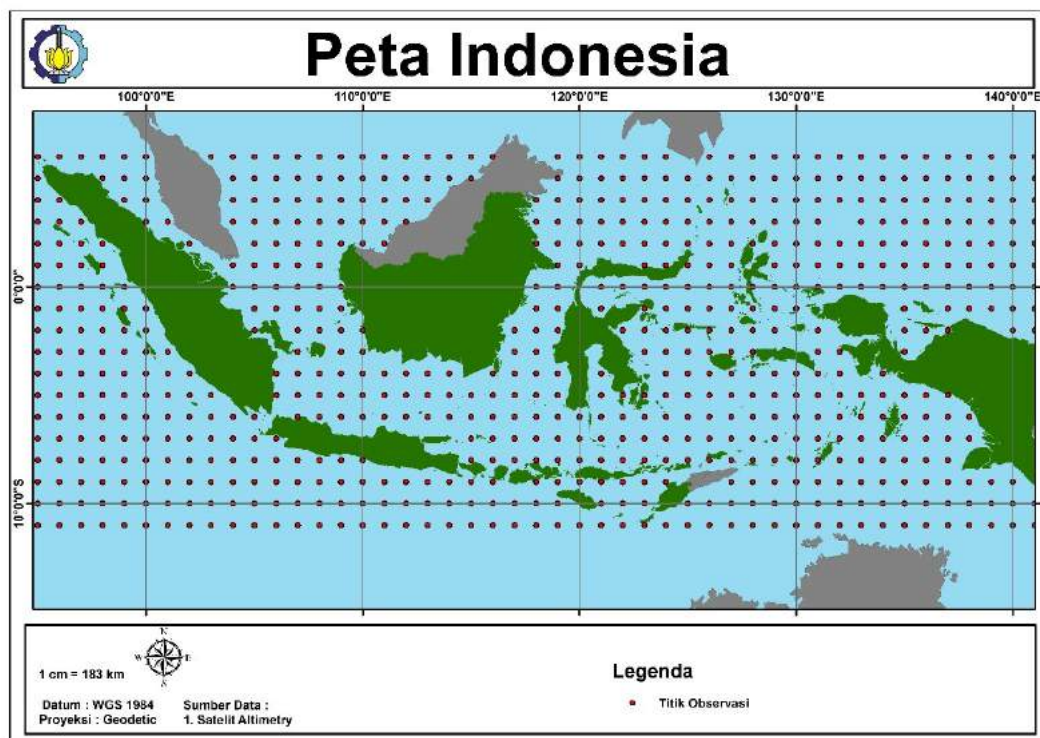 Peta Indonesia
100°0'0"E 110°0'0"E 120°0'0"E 130°0'0"E 140°0'0"E
0°0'0"
10°0'0"S
N
W E
S
1 cm = 183 km
Datum : WGS 1984
Proyeksi : Geodetic
Sumber Data :
1. Satelit Altimetry
Legenda
Titik Observasi